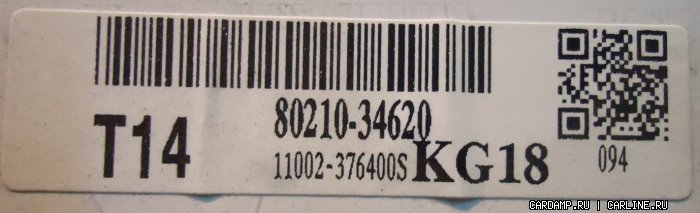 80210-34620
T14
11002-376400S KG18
094
CARDAMP.RU | CARLINE.RU